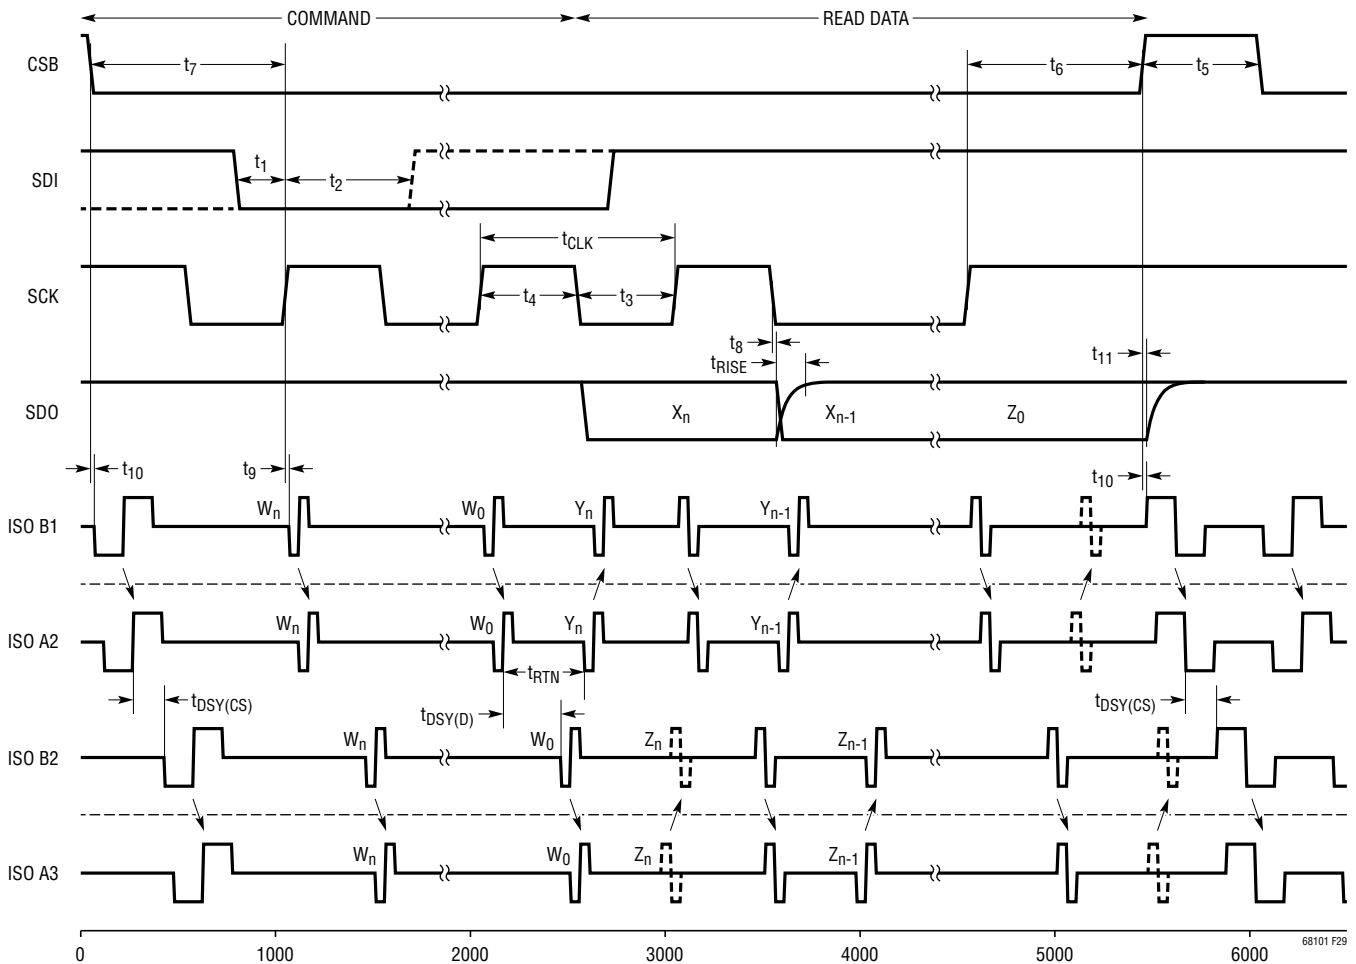 COMMAND READ DATA
CSB t7 t6 t5
SDI t1 t2
tCLK
SCK t4 t3
t8
tRISE t11
SDO Xn Xn-1 Z0
t10 t9 t10
ISO B1 Wn W0 Yn Yn-1
ISO A2 Wn W0 Yn Yn-1
tRTN
tDSY(CS) tDSY(D) tDSY(CS)
ISO B2 Wn W0 Zn Zn-1
ISO A3 Wn W0 Zn Zn-1
68101 F29
0 1000 2000 3000 4000 5000 6000